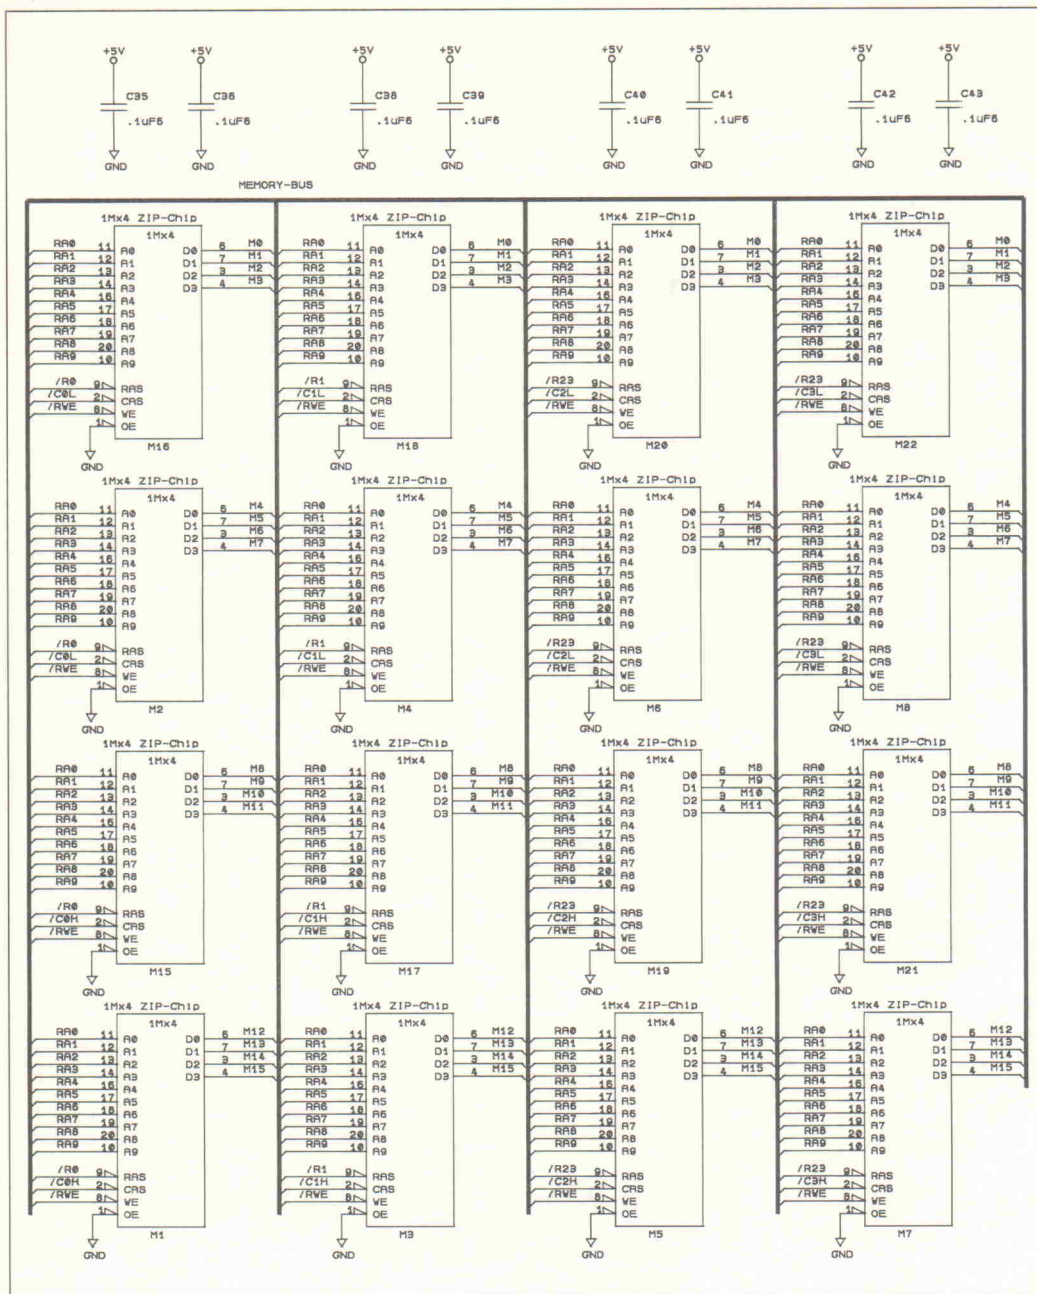 +5V +5V +5V +5V +5V +5V +5V +5V
C35 C36 C38 C39 C40 C41 C42 C43
.1uF6 .1uF6 .1uF6 .1uF6 .1uF6 .1uF6 .1uF6 .1uF6
GND GND GND GND GND GND GND GND
MEMORY-BUS
1Mx4 ZIP-Chip 1Mx4 ZIP-Chip 1Mx4 ZIP-Chip 1Mx4 ZIP-Chip
1Mx4 1Mx4 1Mx4 1Mx4
RA0 11 A0 D0 6 M0 RA0 11 A0 D0 6 M0 RA0 11 A0 D0 6 M0 RA0 11 A0 D0 6 M0
RA1 12 A1 D1 7 M1 RA1 12 A1 D1 7 M1 RA1 12 A1 D1 7 M1 RA1 12 A1 D1 7 M1
RA2 13 A2 D2 3 M2 RA2 13 A2 D2 3 M2 RA2 13 A2 D2 3 M2 RA2 13 A2 D2 3 M2
RA3 14 A3 D3 4 M3 RA3 14 A3 D3 4 M3 RA3 14 A3 D3 4 M3 RA3 14 A3 D3 4 M3
RA4 16 A4 RA4 16 A4 RA4 16 A4 RA4 16 A4
RA5 17 A5 RA5 17 A5 RA5 17 A5 RA5 17 A5
RA6 18 A6 RA6 18 A6 RA6 18 A6 RA6 18 A6
RA7 19 A7 RA7 19 A7 RA7 19 A7 RA7 19 A7
RA8 20 A8 RA8 20 A8 RA8 20 A8 RA8 20 A8
RA9 10 A9 RA9 10 A9 RA9 10 A9 RA9 10 A9
/R0 9 RAS /R1 9 RAS /R23 9 RAS /R23 9 RAS
/C0L 2 CAS /C1L 2 CAS /C2L 2 CAS /C3L 2 CAS
/RWE 8 WE /RWE 8 WE /RWE 8 WE /RWE 8 WE
1 OE 1 OE 1 OE 1 OE
M16 M18 M20 M22
GND GND GND GND
1Mx4 ZIP-Chip 1Mx4 ZIP-Chip 1Mx4 ZIP-Chip 1Mx4 ZIP-Chip
1Mx4 1Mx4 1Mx4 1Mx4
RA0 11 A0 D0 6 M4 RA0 11 A0 D0 6 M4 RA0 11 A0 D0 6 M4 RA0 11 A0 D0 6 M4
RA1 12 A1 D1 7 M5 RA1 12 A1 D1 7 M5 RA1 12 A1 D1 7 M5 RA1 12 A1 D1 7 M5
RA2 13 A2 D2 3 M6 RA2 13 A2 D2 3 M6 RA2 13 A2 D2 3 M6 RA2 13 A2 D2 3 M6
RA3 14 A3 D3 4 M7 RA3 14 A3 D3 4 M7 RA3 14 A3 D3 4 M7 RA3 14 A3 D3 4 M7
RA4 16 A4 RA4 16 A4 RA4 16 A4 RA4 16 A4
RA5 17 A5 RA5 17 A5 RA5 17 A5 RA5 17 A5
RA6 18 A6 RA6 18 A6 RA6 18 A6 RA6 18 A6
RA7 19 A7 RA7 19 A7 RA7 19 A7 RA7 19 A7
RA8 20 A8 RA8 20 A8 RA8 20 A8 RA8 20 A8
RA9 10 A9 RA9 10 A9 RA9 10 A9 RA9 10 A9
/R0 9 RAS /R1 9 RAS /R23 9 RAS /R23 9 RAS
/C0L 2 CAS /C1L 2 CAS /C2L 2 CAS /C3L 2 CAS
/RWE 8 WE /RWE 8 WE /RWE 8 WE /RWE 8 WE
1 OE 1 OE 1 OE 1 OE
M2 M4 M6 M8
GND GND GND GND
1Mx4 ZIP-Chip 1Mx4 ZIP-Chip 1Mx4 ZIP-Chip 1Mx4 ZIP-Chip
1Mx4 1Mx4 1Mx4 1Mx4
RA0 11 A0 D0 6 M8 RA0 11 A0 D0 6 M8 RA0 11 A0 D0 6 M8 RA0 11 A0 D0 6 M8
RA1 12 A1 D1 7 M9 RA1 12 A1 D1 7 M9 RA1 12 A1 D1 7 M9 RA1 12 A1 D1 7 M9
RA2 13 A2 D2 3 M10 RA2 13 A2 D2 3 M10 RA2 13 A2 D2 3 M10 RA2 13 A2 D2 3 M10
RA3 14 A3 D3 4 M11 RA3 14 A3 D3 4 M11 RA3 14 A3 D3 4 M11 RA3 14 A3 D3 4 M11
RA4 16 A4 RA4 16 A4 RA4 16 A4 RA4 16 A4
RA5 17 A5 RA5 17 A5 RA5 17 A5 RA5 17 A5
RA6 18 A6 RA6 18 A6 RA6 18 A6 RA6 18 A6
RA7 19 A7 RA7 19 A7 RA7 19 A7 RA7 19 A7
RA8 20 A8 RA8 20 A8 RA8 20 A8 RA8 20 A8
RA9 10 A9 RA9 10 A9 RA9 10 A9 RA9 10 A9
/R0 9 RAS /R1 9 RAS /R23 9 RAS /R23 9 RAS
/C0H 2 CAS /C1H 2 CAS /C2H 2 CAS /C3H 2 CAS
/RWE 8 WE /RWE 8 WE /RWE 8 WE /RWE 8 WE
1 OE 1 OE 1 OE 1 OE
M15 M17 M19 M21
GND GND GND GND
1Mx4 ZIP-Chip 1Mx4 ZIP-Chip 1Mx4 ZIP-Chip 1Mx4 ZIP-Chip
1Mx4 1Mx4 1Mx4 1Mx4
RA0 11 A0 D0 6 M12 RA0 11 A0 D0 6 M12 RA0 11 A0 D0 6 M12 RA0 11 A0 D0 6 M12
RA1 12 A1 D1 7 M13 RA1 12 A1 D1 7 M13 RA1 12 A1 D1 7 M13 RA1 12 A1 D1 7 M13
RA2 13 A2 D2 3 M14 RA2 13 A2 D2 3 M14 RA2 13 A2 D2 3 M14 RA2 13 A2 D2 3 M14
RA3 14 A3 D3 4 M15 RA3 14 A3 D3 4 M15 RA3 14 A3 D3 4 M15 RA3 14 A3 D3 4 M15
RA4 16 A4 RA4 16 A4 RA4 16 A4 RA4 16 A4
RA5 17 A5 RA5 17 A5 RA5 17 A5 RA5 17 A5
RA6 18 A6 RA6 18 A6 RA6 18 A6 RA6 18 A6
RA7 19 A7 RA7 19 A7 RA7 19 A7 RA7 19 A7
RA8 20 A8 RA8 20 A8 RA8 20 A8 RA8 20 A8
RA9 10 A9 RA9 10 A9 RA9 10 A9 RA9 10 A9
/R0 9 RAS /R1 9 RAS /R23 9 RAS /R23 9 RAS
/C0H 2 CAS /C1H 2 CAS /C2H 2 CAS /C3H 2 CAS
/RWE 8 WE /RWE 8 WE /RWE 8 WE /RWE 8 WE
1 OE 1 OE 1 OE 1 OE
M1 M3 M5 M7
GND GND GND GND